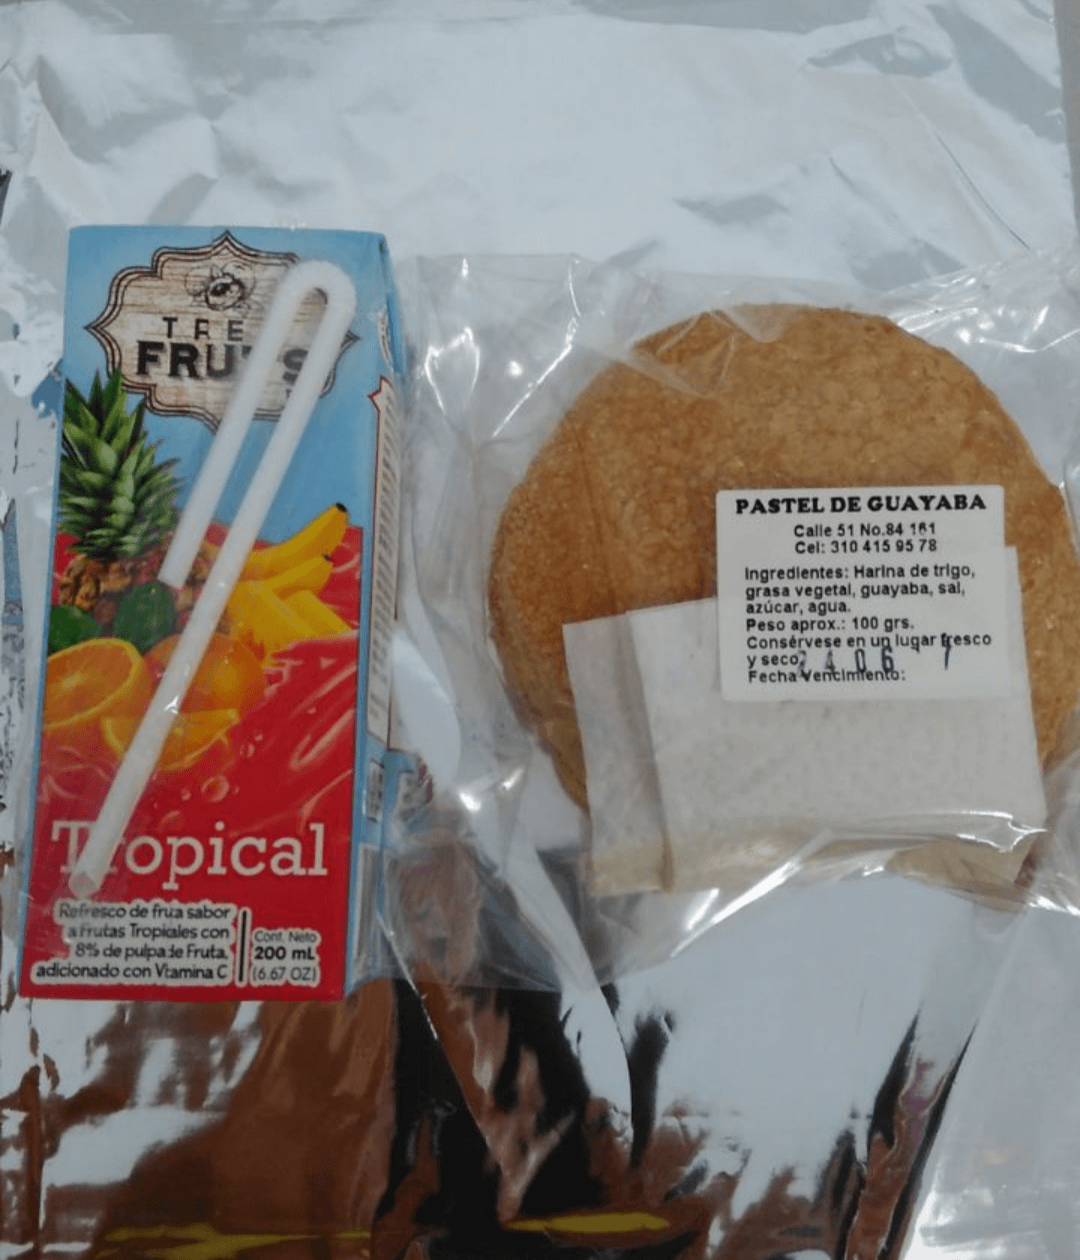 TREE
FRUTS
Tropical
Refresco de fruta sabor
a Frutas Tropicales con
8% de pulpa de Fruta,
adicionado con Vitamina C
Cont. Neto
200 mL
(6.67 OZ)
PASTEL DE GUAYABA
Calle 51 No.84 161
Cel: 310 415 95 78
Ingredientes: Harina de trigo,
grasa vegetal, guayaba, sal,
azúcar, agua.
Peso aprox.: 100 grs.
Consérvese en un lugar fresco
y seco
Fecha Vencimiento: